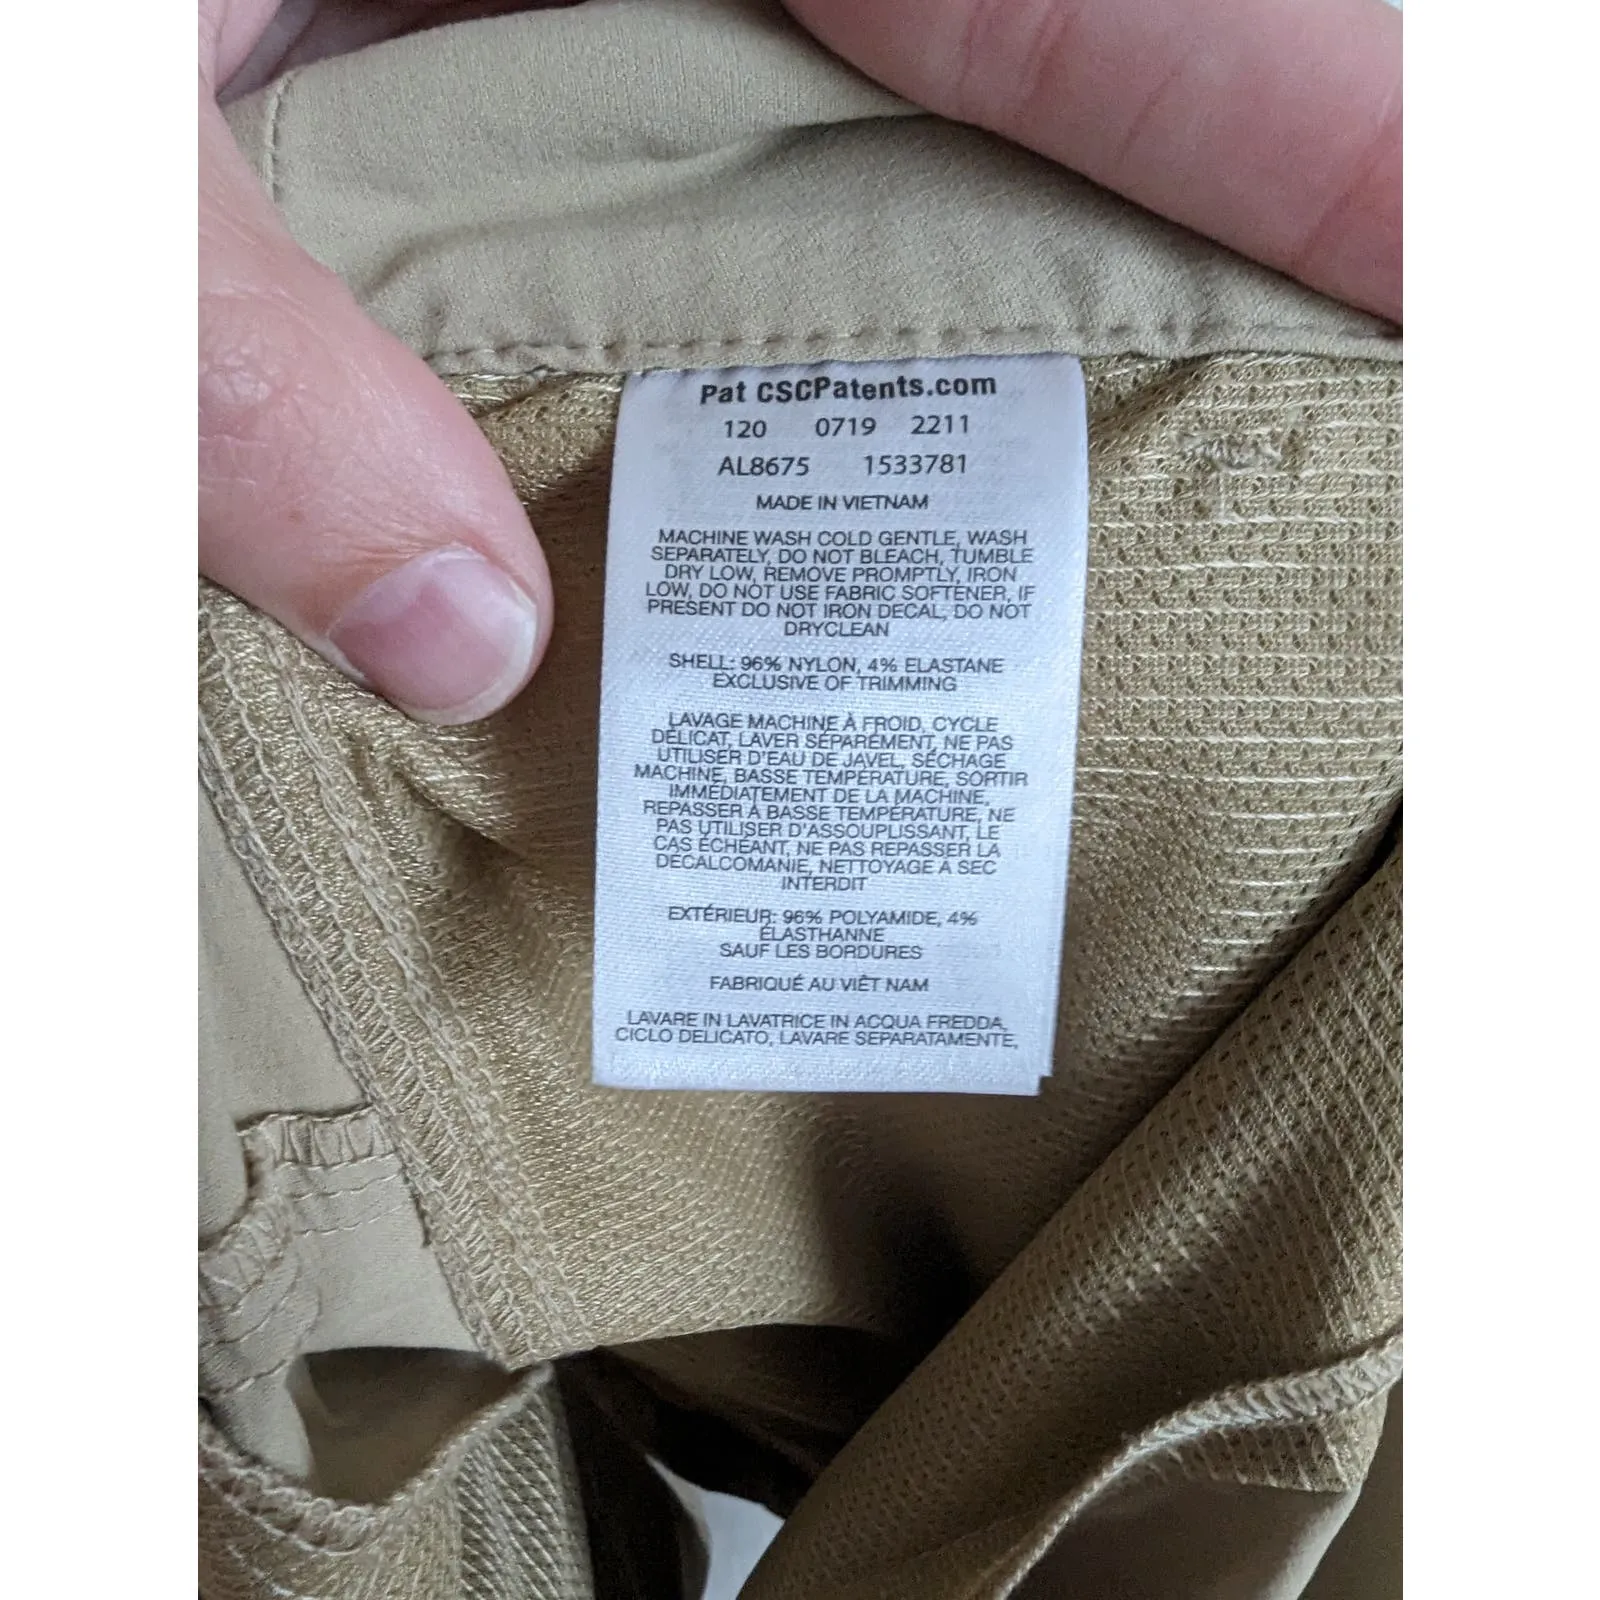 Pat CSCPatents.com
120 0719 2211
AL8675 1533781
MADE IN VIETNAM
MACHINE WASH COLD GENTLE, WASH
SEPARATELY, DO NOT BLEACH, TUMBLE
DRY LOW, REMOVE PROMPTLY, IRON
LOW, DO NOT USE FABRIC SOFTENER, IF
PRESENT DO NOT IRON DECAL, DO NOT
DRYCLEAN
SHELL: 96% NYLON, 4% ELASTANE
EXCLUSIVE OF TRIMMING
LAVAGE MACHINE À FROID, CYCLE
DÉLICAT, LAVER SÉPARÉMENT, NE PAS
UTILISER D'EAU DE JAVEL, SÉCHAGE
MACHINE, BASSE TEMPÉRATURE, SORTIR
IMMÉDIATEMENT DE LA MACHINE,
REPASSER À BASSE TEMPÉRATURE, NE
PAS UTILISER D'ASSOUPLISSANT, LE
CAS ÉCHÉANT, NE PAS REPASSER LA
DECALCOMANIE, NETTOYAGE À SEC
INTERDIT
EXTÉRIEUR: 96% POLYAMIDE, 4%
ÉLASTHANNE
SAUF LES BORDURES
FABRIQUÉ AU VIÊT NAM
LAVARE IN LAVATRICE IN ACQUA FREDDA,
CICLO DELICATO, LAVARE SEPARATAMENTE,